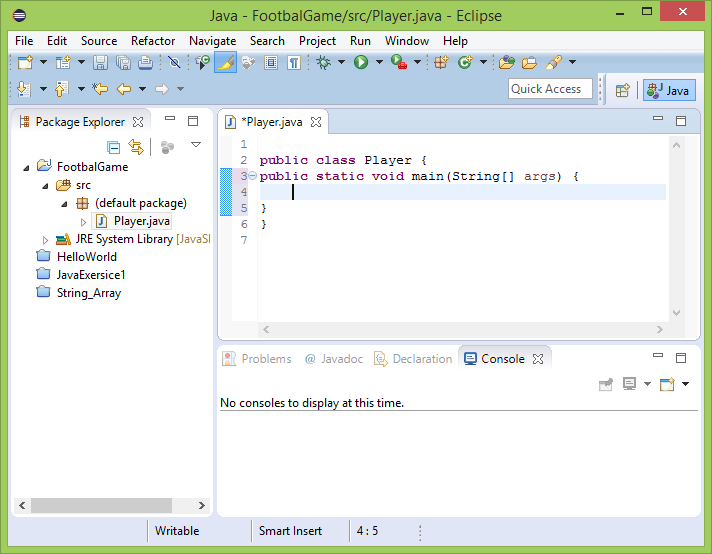 Java - FootbalGame/src/Player.java - Eclipse
File Edit Source Refactor Navigate Search Project Run Window Help
Quick Access Java
Package Explorer
*Player.java
FootbalGame
src
(default package)
Player.java
JRE System Library [JavaSI
HelloWorld
JavaExersice1
String_Array
1
2 public class Player {
3 public static void main(String[] args) {
4
5 }
6 }
7
Problems @ Javadoc Declaration Console
No consoles to display at this time.
Writable Smart Insert 4 : 5